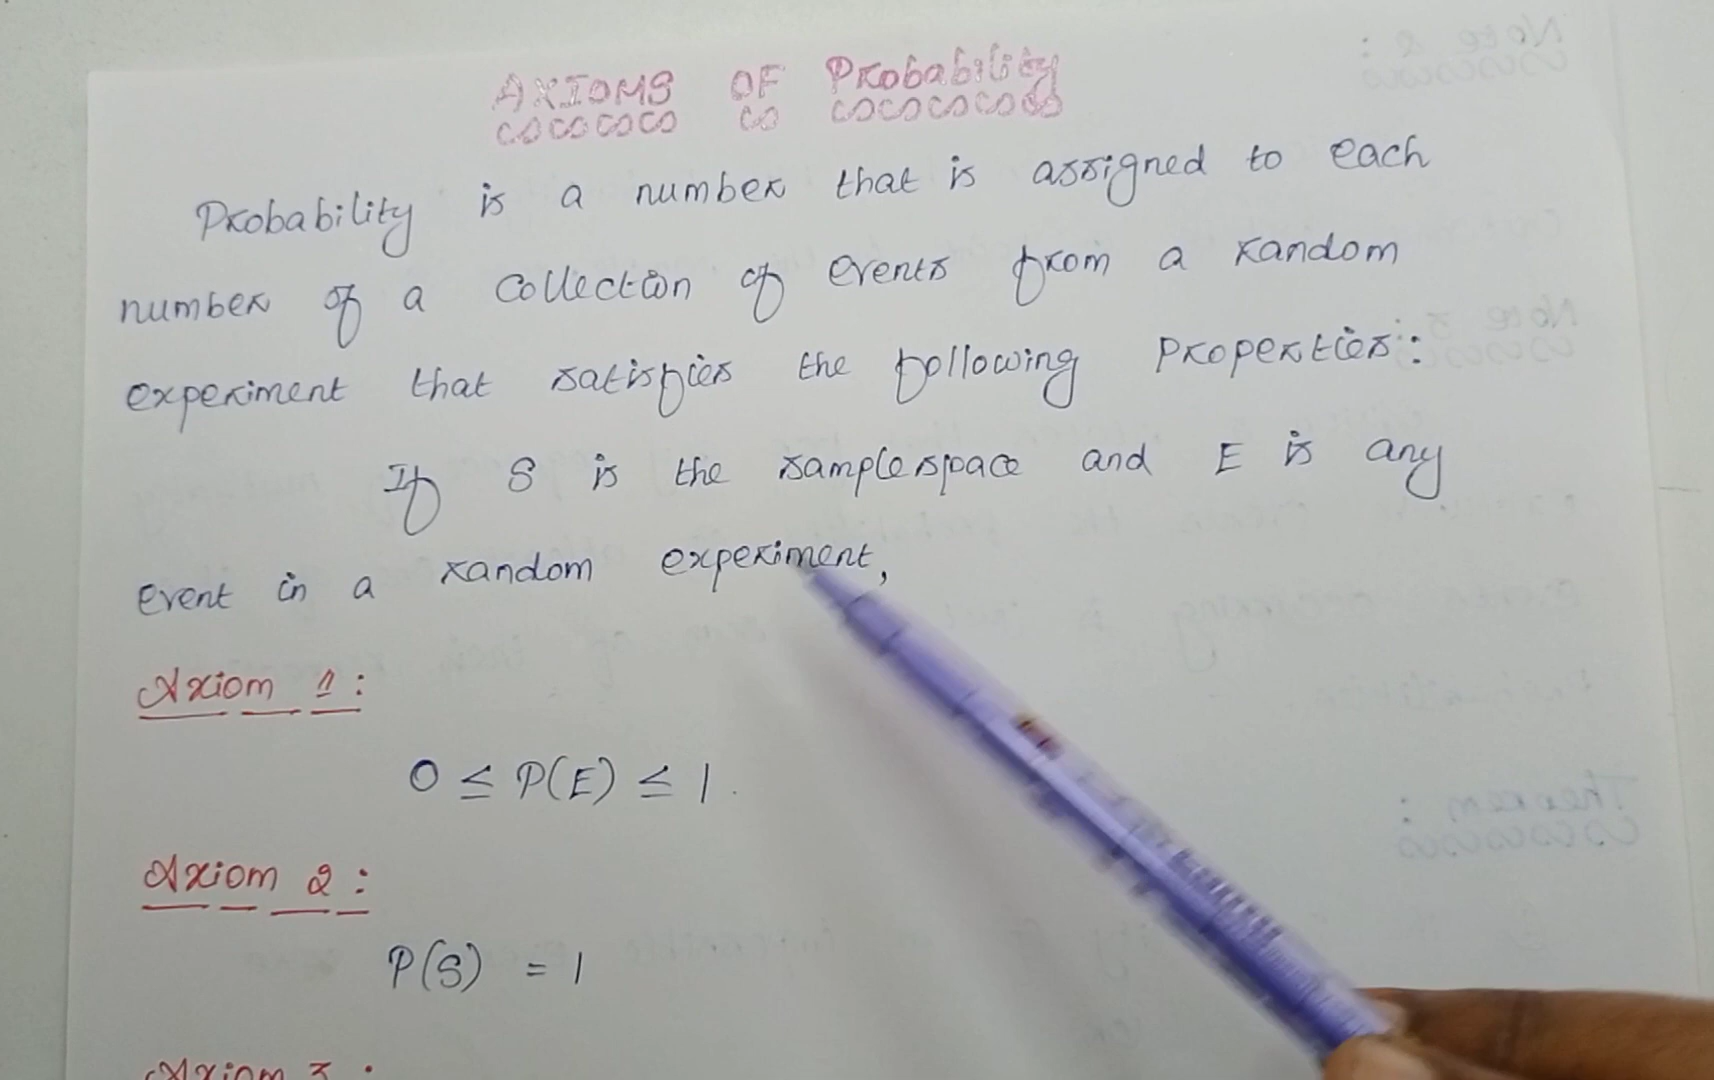 AXIOMS OF Probability
Probability is a number that is assigned to each
number of a collection of events from a random
experiment that satisfies the following properties:
If S is the samplespace and E is any
event in a random experiment,
Axiom 1:
0 ≤ P(E) ≤ 1.
Axiom 2:
P(S) = 1
Axiom 3: